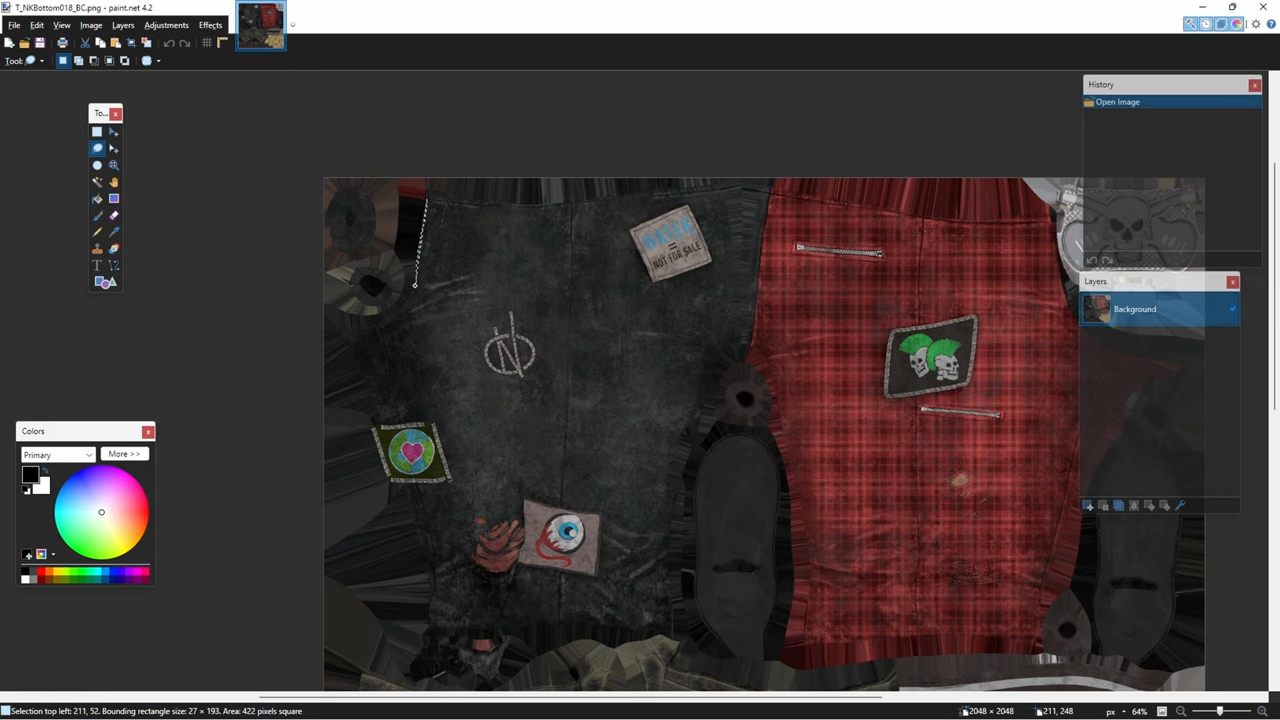 T_NKBottom018_BC.png - paint.net 4.2
File Edit View Image Layers Adjustments Effects
Tool:
To...
History
Open Image
WATER
=
NOT FOR SALE
N
Layers
Background
Colors
Primary
More >>
Selection top left: 211, 52. Bounding rectangle size: 27 × 193. Area: 422 pixels square
2048 × 2048
211, 248
px
64%